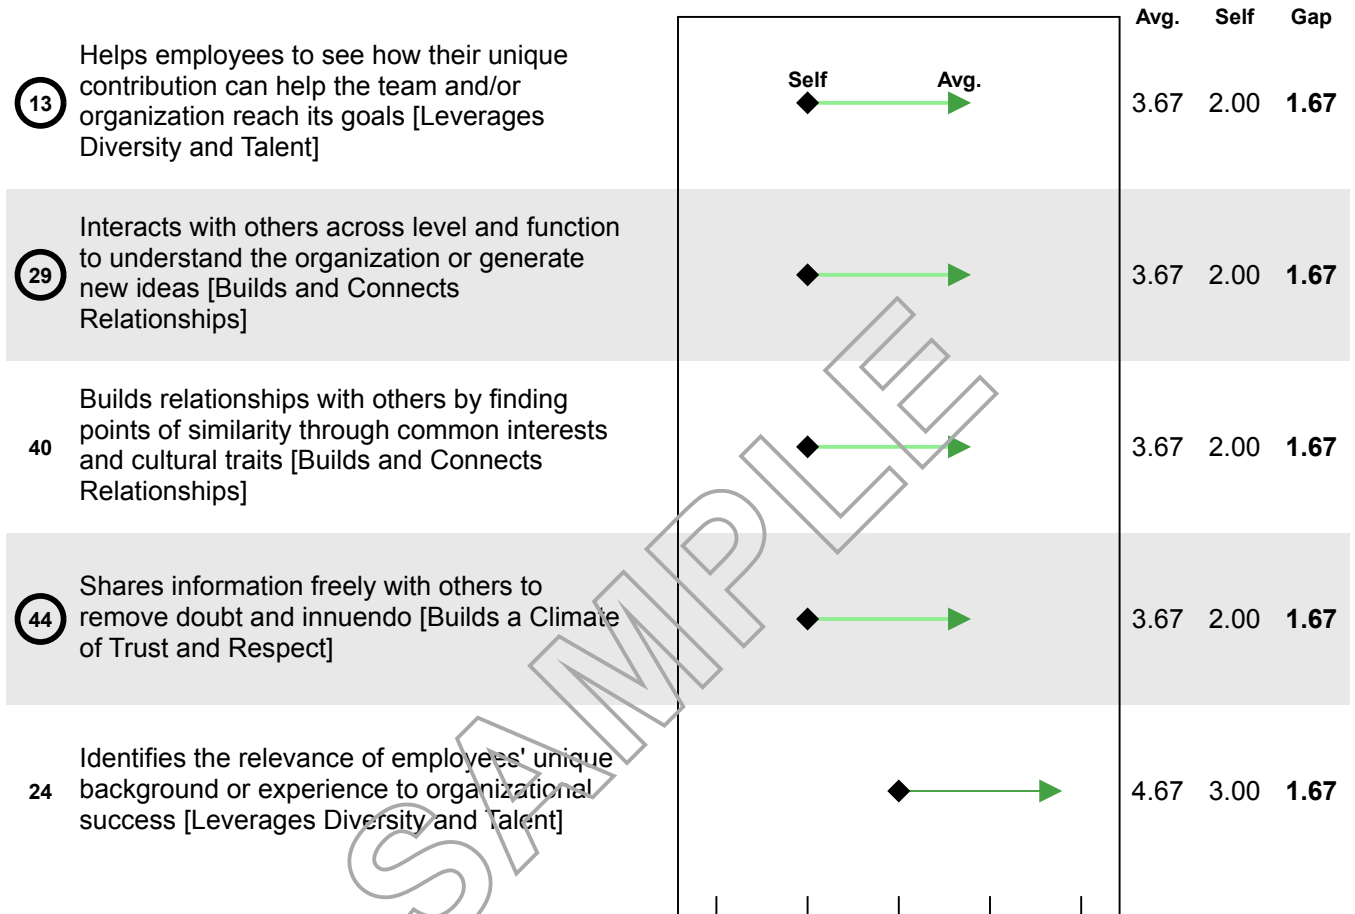 Avg. Self Gap
Helps employees to see how their unique
contribution can help the team and/or
organization reach its goals [Leverages
Diversity and Talent]
13
Self Avg.
3.67 2.00 1.67
Interacts with others across level and function
to understand the organization or generate
new ideas [Builds and Connects
Relationships]
29
3.67 2.00 1.67
Builds relationships with others by finding
points of similarity through common interests
and cultural traits [Builds and Connects
Relationships]
40
3.67 2.00 1.67
Shares information freely with others to
remove doubt and innuendo [Builds a Climate
of Trust and Respect]
44
3.67 2.00 1.67
Identifies the relevance of employees' unique
background or experience to organizational
success [Leverages Diversity and Talent]
24
4.67 3.00 1.67
SAMPLE